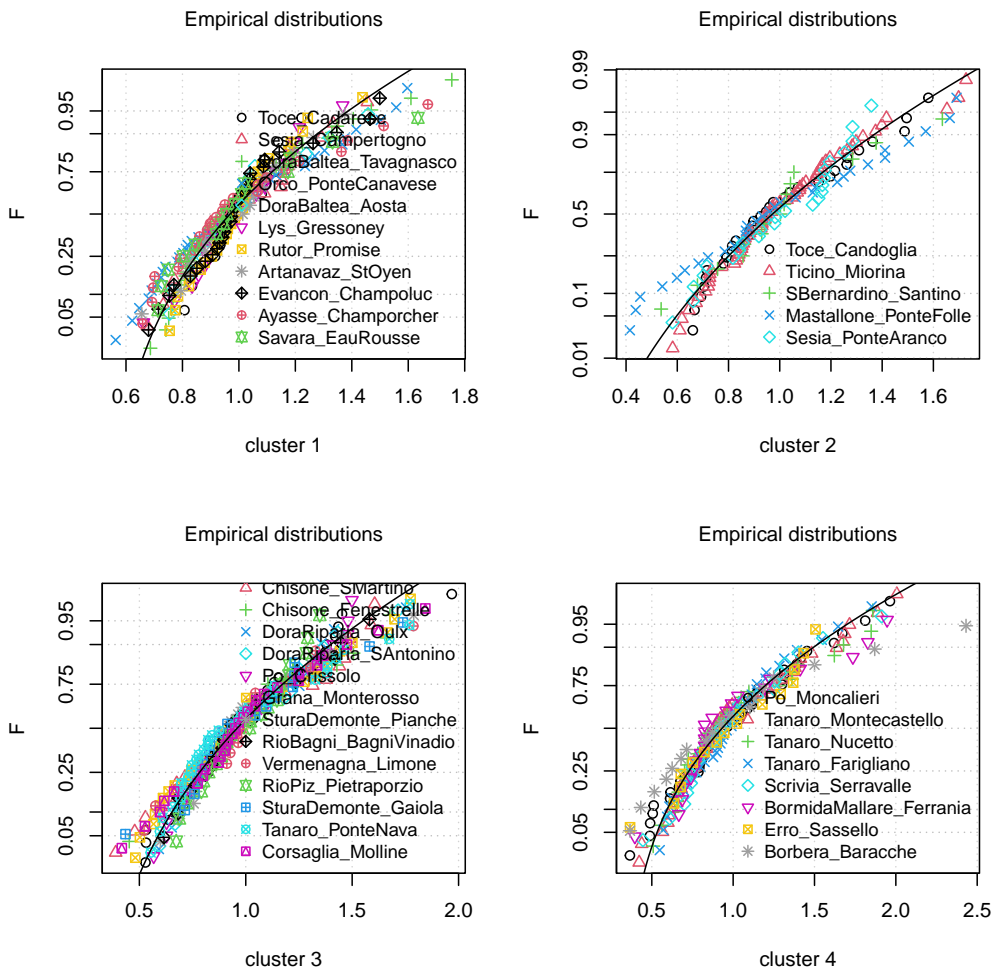 Empirical distributions
F
0.05 0.25 0.75 0.95
Toce_Cadarese
Sesia_Campertogno
DoraBaltea_Tavagnasco
Orco_PonteCanavese
DoraBaltea_Aosta
Lys_Gressoney
Rutor_Promise
Artanavaz_StOyen
Evancon_Champoluc
Ayasse_Champorcher
Savara_EauRousse
0.6 0.8 1.0 1.2 1.4 1.6 1.8
cluster 1
Empirical distributions
F
0.01 0.1 0.5 0.9 0.99
Toce_Candoglia
Ticino_Miorina
SBernardino_Santino
Mastallone_PonteFolle
Sesia_PonteAranco
0.4 0.6 0.8 1.0 1.2 1.4 1.6
cluster 2
Empirical distributions
F
0.05 0.25 0.75 0.95
Chisone_SMartino
Chisone_Fenestrelle
DoraRiparia_Oulx
DoraRiparia_SAntonino
Po_Crissolo
Grana_Monterosso
SturaDemonte_Pianche
RioBagni_BagniVinadio
Vermenagna_Limone
RioPiz_Pietraporzio
SturaDemonte_Gaiola
Tanaro_PonteNava
Corsaglia_Molline
0.5 1.0 1.5 2.0
cluster 3
Empirical distributions
F
0.05 0.25 0.75 0.95
Po_Moncalieri
Tanaro_Montecastello
Tanaro_Nucetto
Tanaro_Farigliano
Scrivia_Serravalle
BormidaMallare_Ferrania
Erro_Sassello
Borbera_Baracche
0.5 1.0 1.5 2.0 2.5
cluster 4